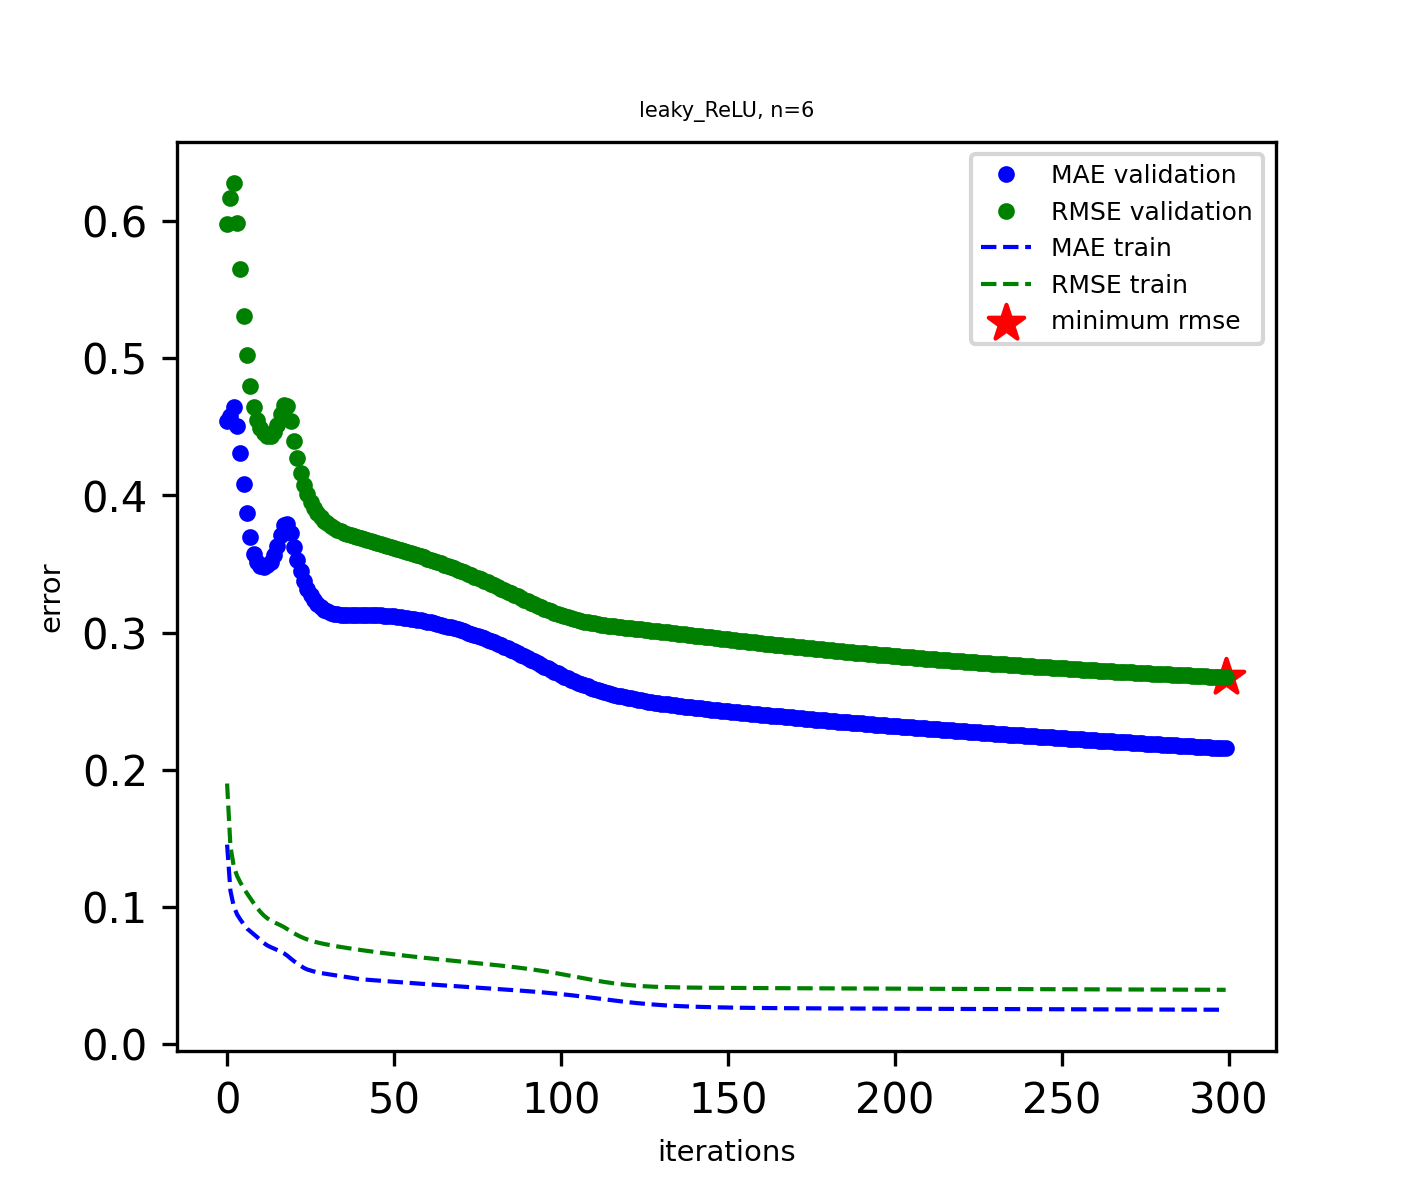 leaky_ReLU, n=6
MAE validation
RMSE validation
MAE train
RMSE train
minimum rmse
0.6
0.5
0.4
0.3
0.2
0.1
0.0
error
0 50 100 150 200 250 300
iterations